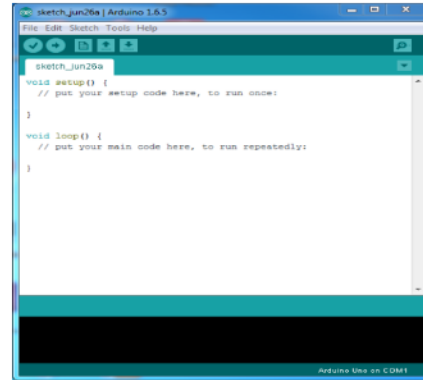 sketch_jun26a | Arduino 1.6.5
File Edit Sketch Tools Help
sketch_jun26a
void setup() {
// put your setup code here, to run once:
}
void loop() {
// put your main code here, to run repeatedly:
}
Arduino Uno on COM1